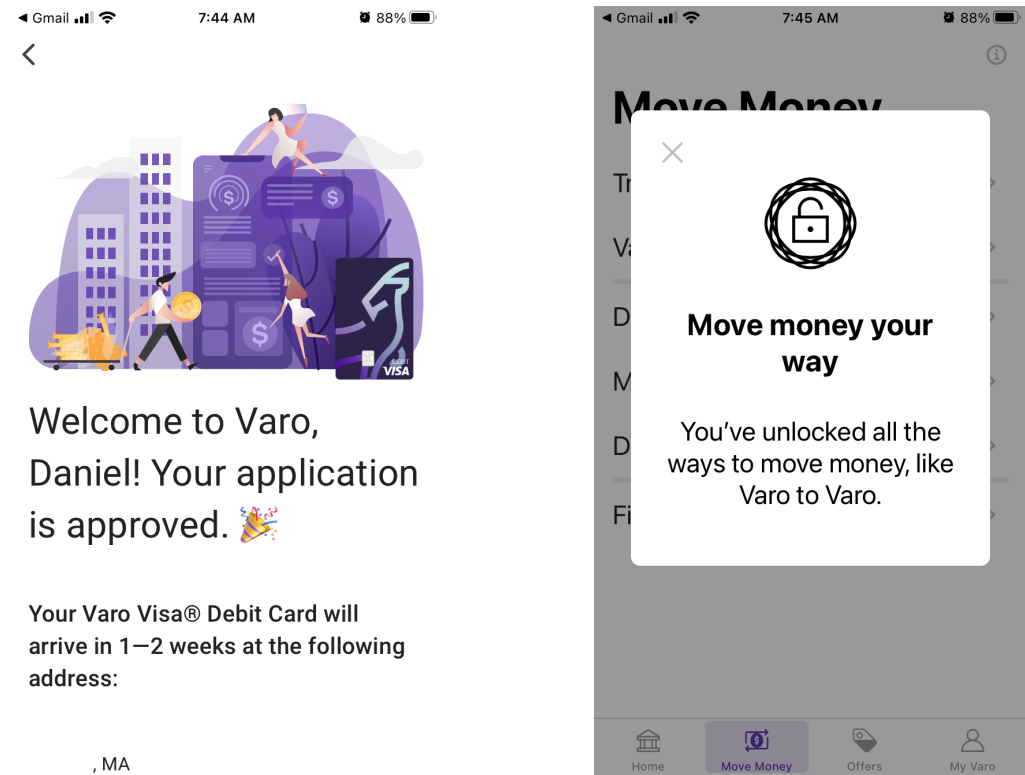 Gmail 7:44 AM 88%
Welcome to Varo,
Daniel! Your application
is approved. 🎉
Your Varo Visa® Debit Card will
arrive in 1–2 weeks at the following
address:
, MA
DEBIT
VISA
Gmail 7:45 AM 88%
Move Money
Tr
Va
D
M
D
Fi
Move money your
way
You’ve unlocked all the
ways to move money, like
Varo to Varo.
Home Move Money Offers My Varo